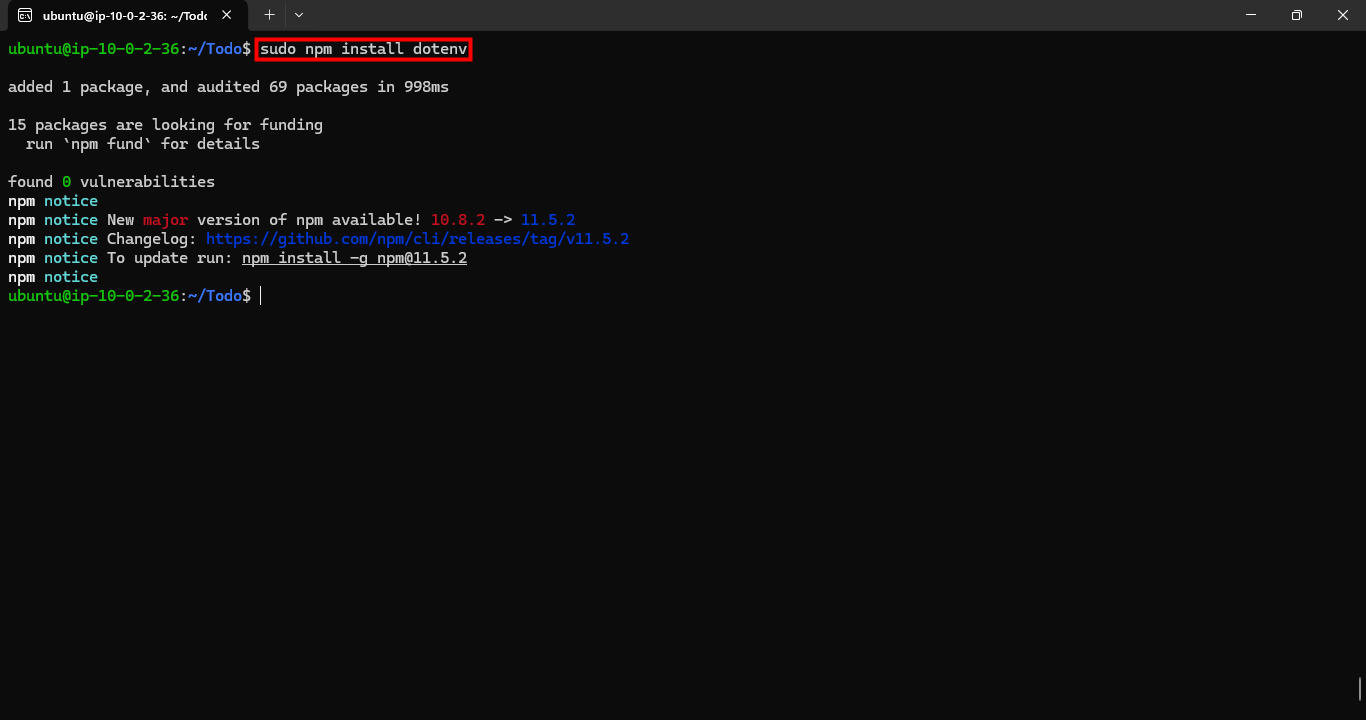 ubuntu@ip-10-0-2-36: ~/Todo
ubuntu@ip-10-0-2-36:~/Todo$ sudo npm install dotenv
added 1 package, and audited 69 packages in 998ms
15 packages are looking for funding
  run `npm fund` for details
found 0 vulnerabilities
npm notice
npm notice New major version of npm available! 10.8.2 -> 11.5.2
npm notice Changelog: https://github.com/npm/cli/releases/tag/v11.5.2
npm notice To update run: npm install -g npm@11.5.2
npm notice
ubuntu@ip-10-0-2-36:~/Todo$